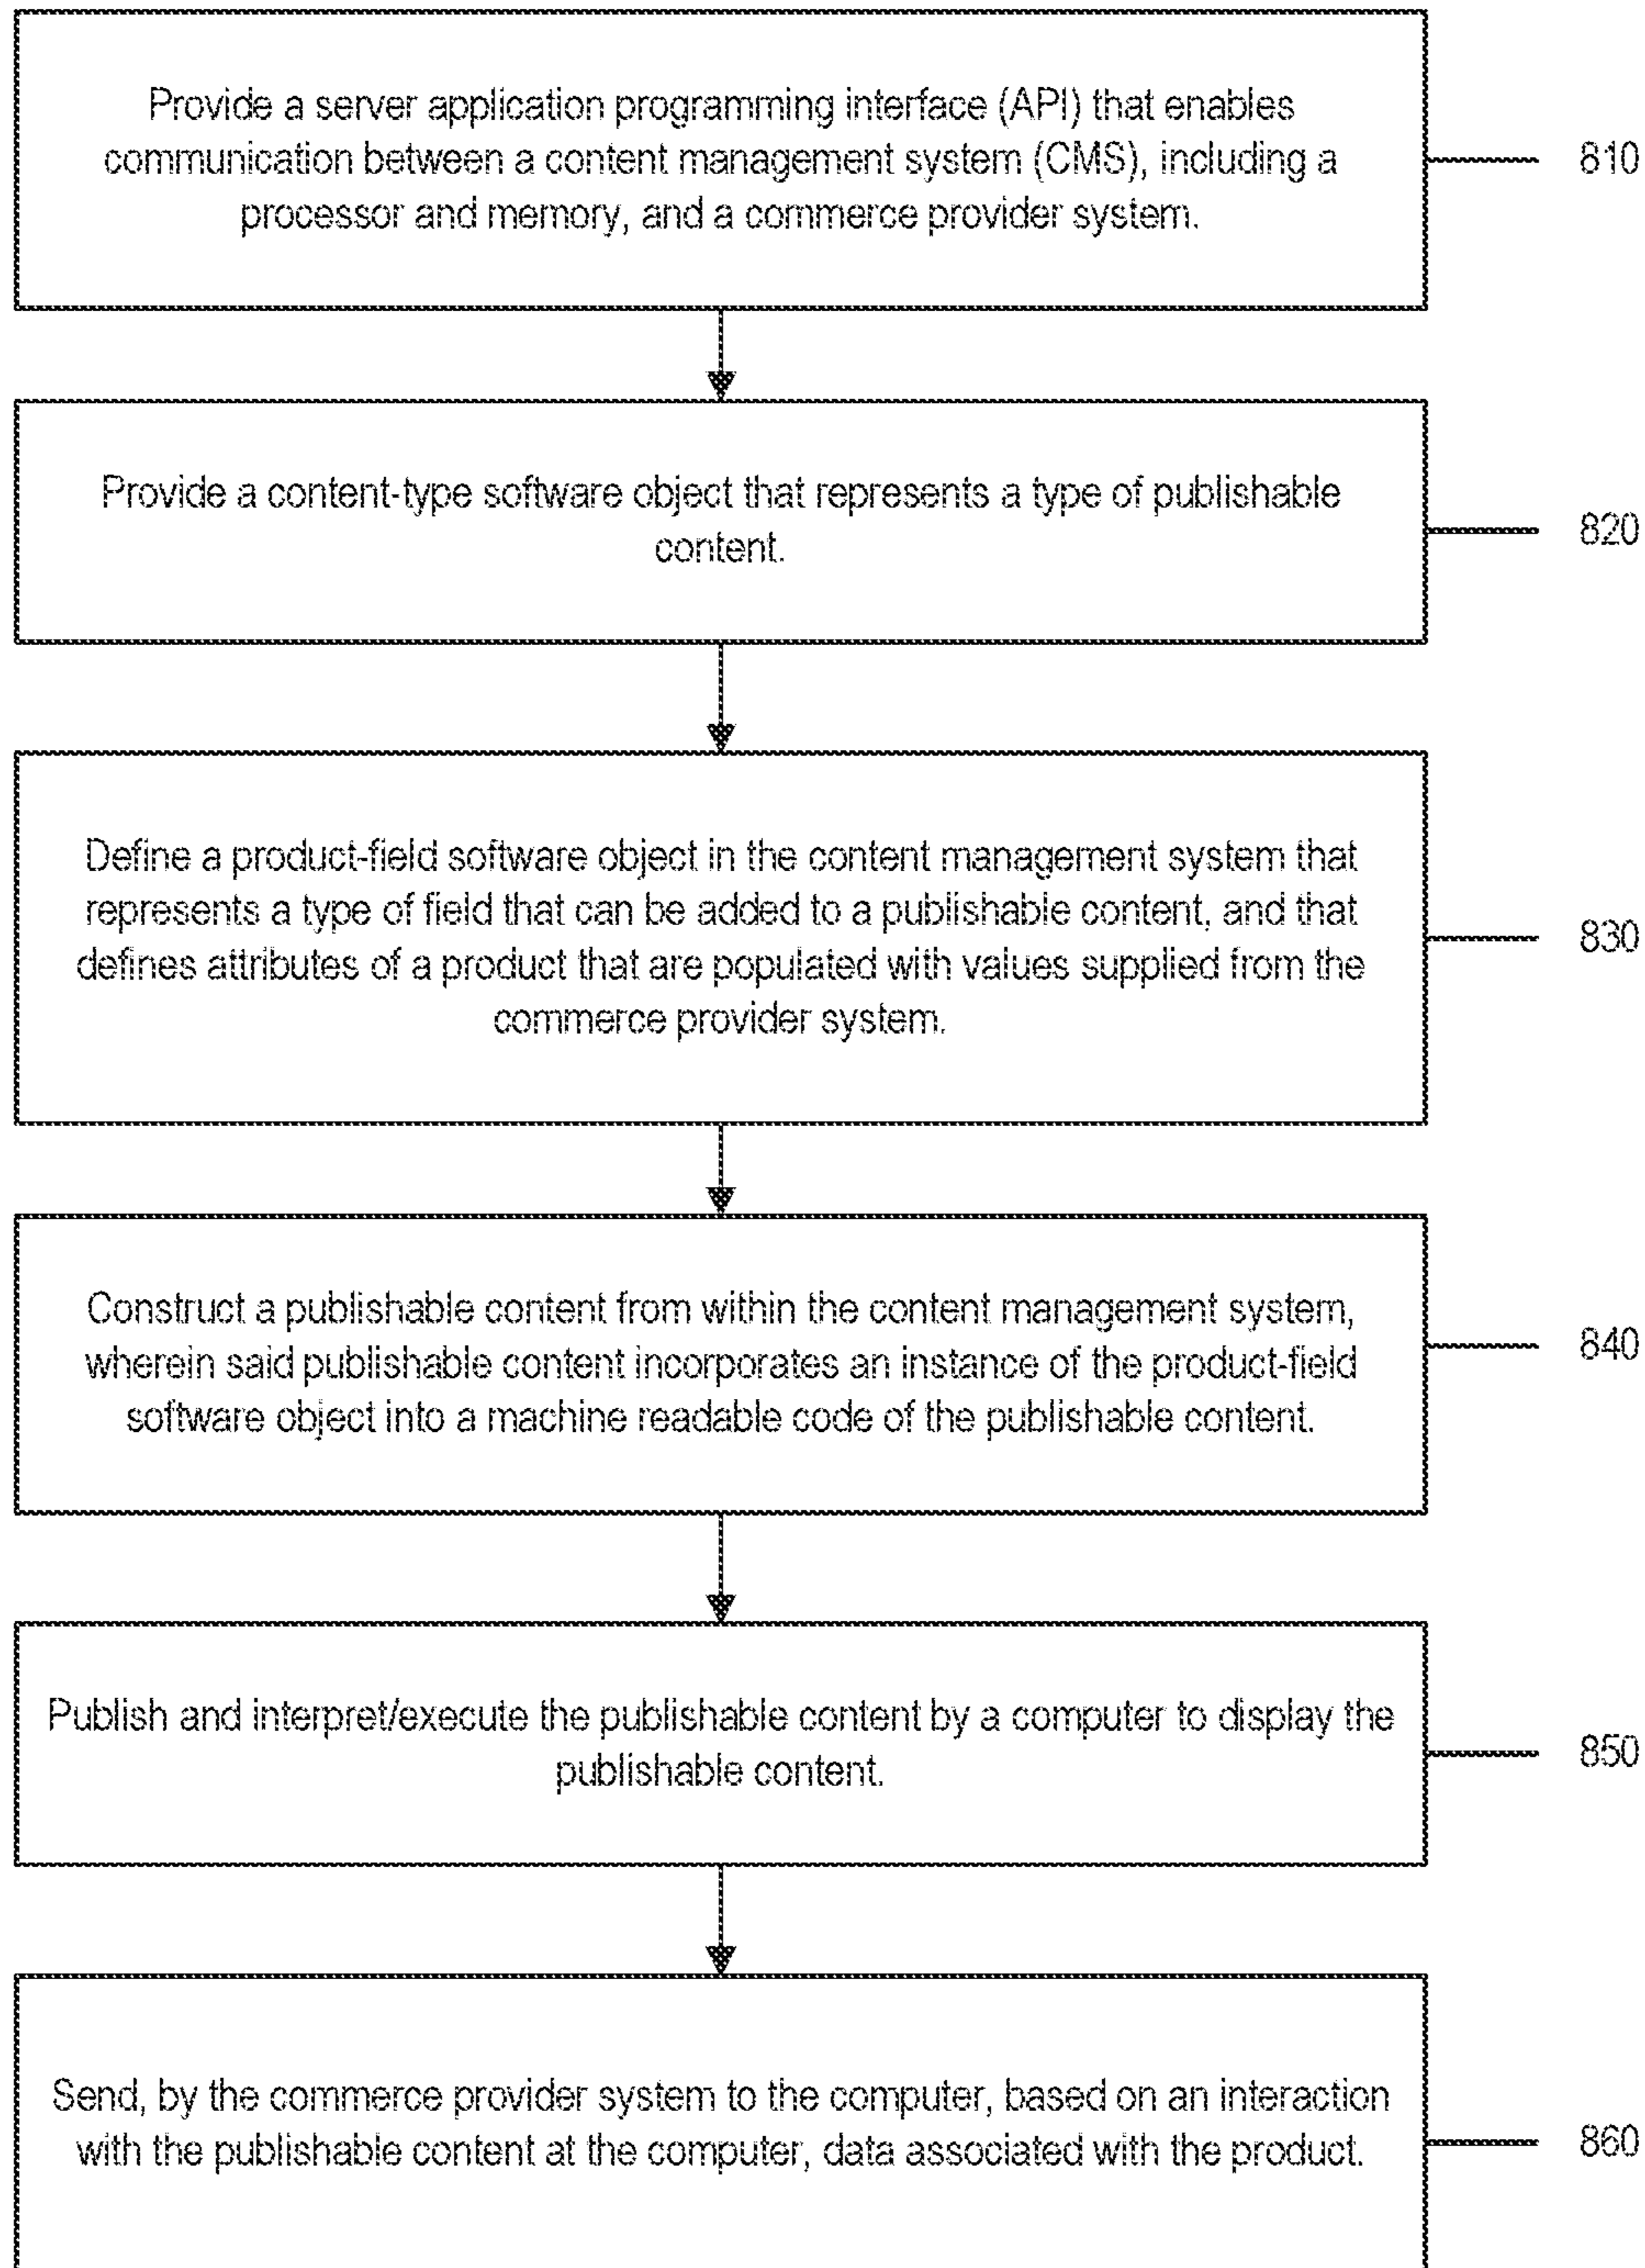 Provide a server application programming interface (API) that enables
communication between a content management system (CMS), including a
processor and memory, and a commerce provider system.
810
Provide a content-type software object that represents a type of publishable
content.
820
Define a product-field software object in the content management system that
represents a type of field that can be added to a publishable content, and that
defines attributes of a product that are populated with values supplied from the
commerce provider system.
830
Construct a publishable content from within the content management system,
wherein said publishable content incorporates an instance of the product-field
software object into a machine readable code of the publishable content.
840
Publish and interpret/execute the publishable content by a computer to display the
publishable content.
850
Send, by the commerce provider system to the computer, based on an interaction
with the publishable content at the computer, data associated with the product.
860